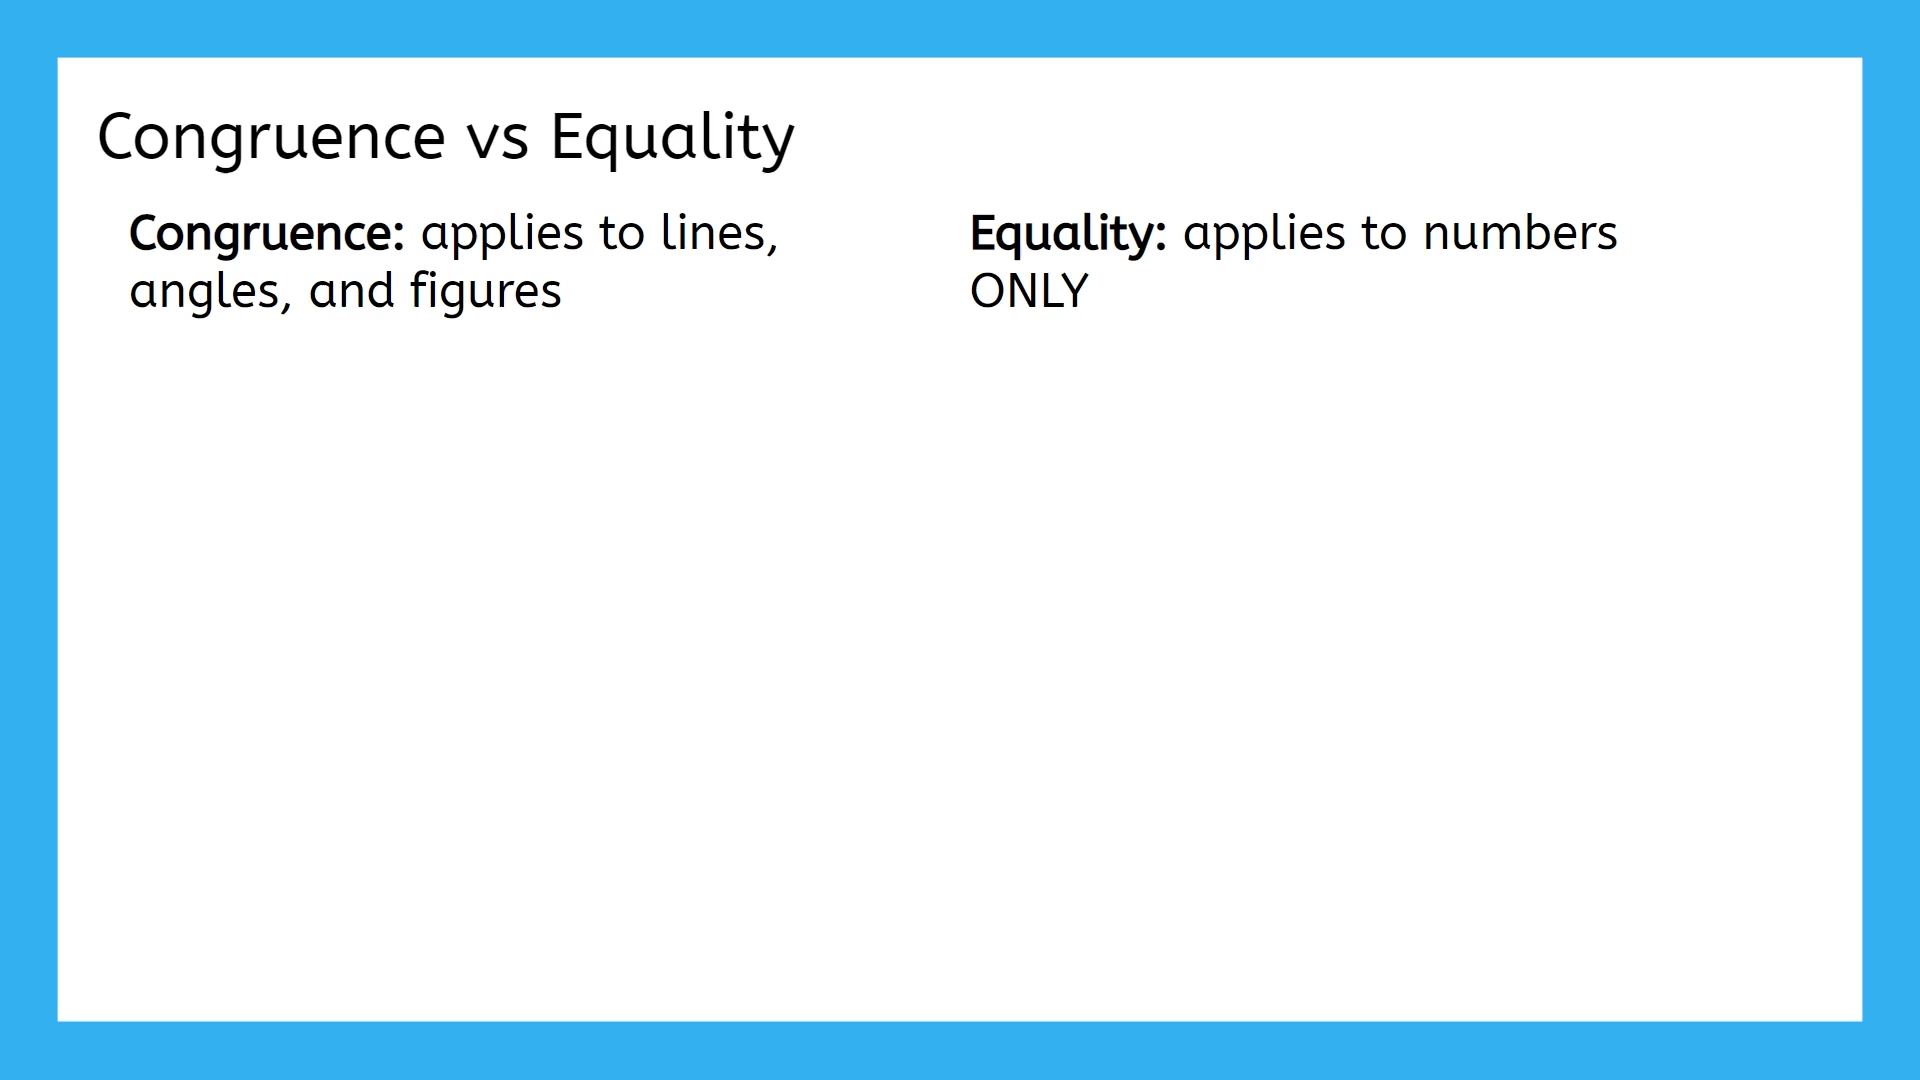 Congruence vs Equality
Congruence: applies to lines,
angles, and figures
Equality: applies to numbers
ONLY